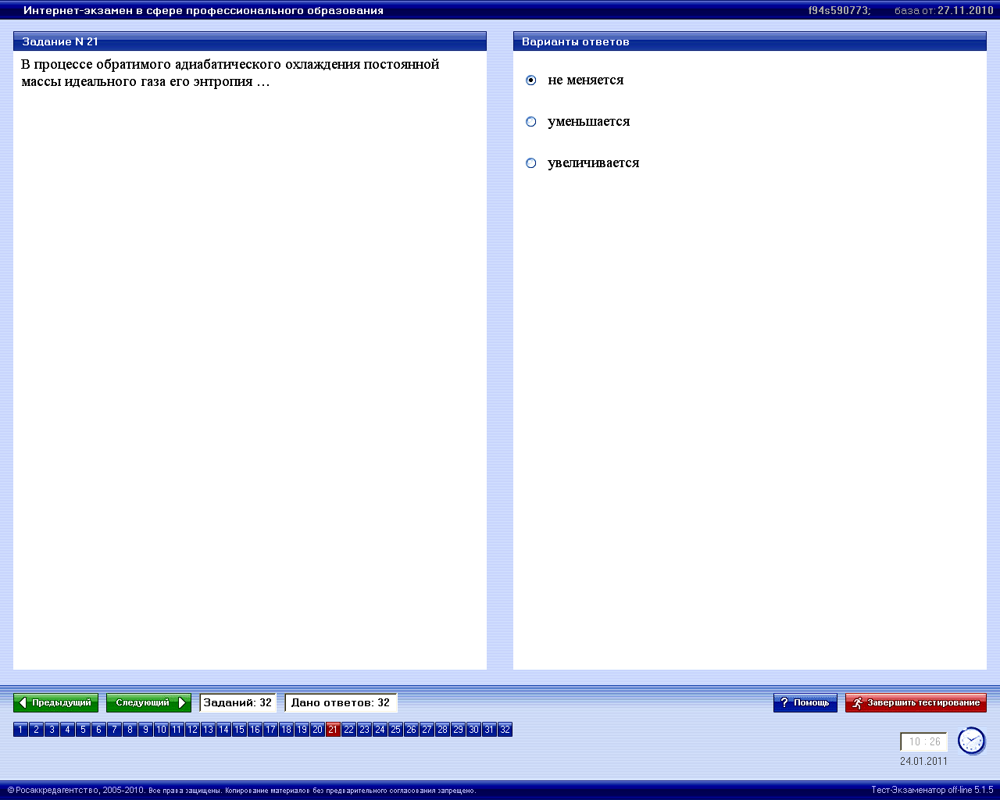 Интернет-экзамен в сфере профессионального образования
f94s590773; база от: 27.11.2010
Задание N 21
В процессе обратимого адиабатического охлаждения постоянной
массы идеального газа его энтропия …
Варианты ответов
не меняется
уменьшается
увеличивается
Предыдущий Следующий Заданий: 32 Дано ответов: 32 ? Помощь Завершить тестирование
1 2 3 4 5 6 7 8 9 10 11 12 13 14 15 16 17 18 19 20 21 22 23 24 25 26 27 28 29 30 31 32
10 : 26
24.01.2011
© Росаккредагентство, 2005-2010. Все права защищены. Копирование материалов без предварительного согласования запрещено. Тест-Экзаменатор off-line 5.1.5